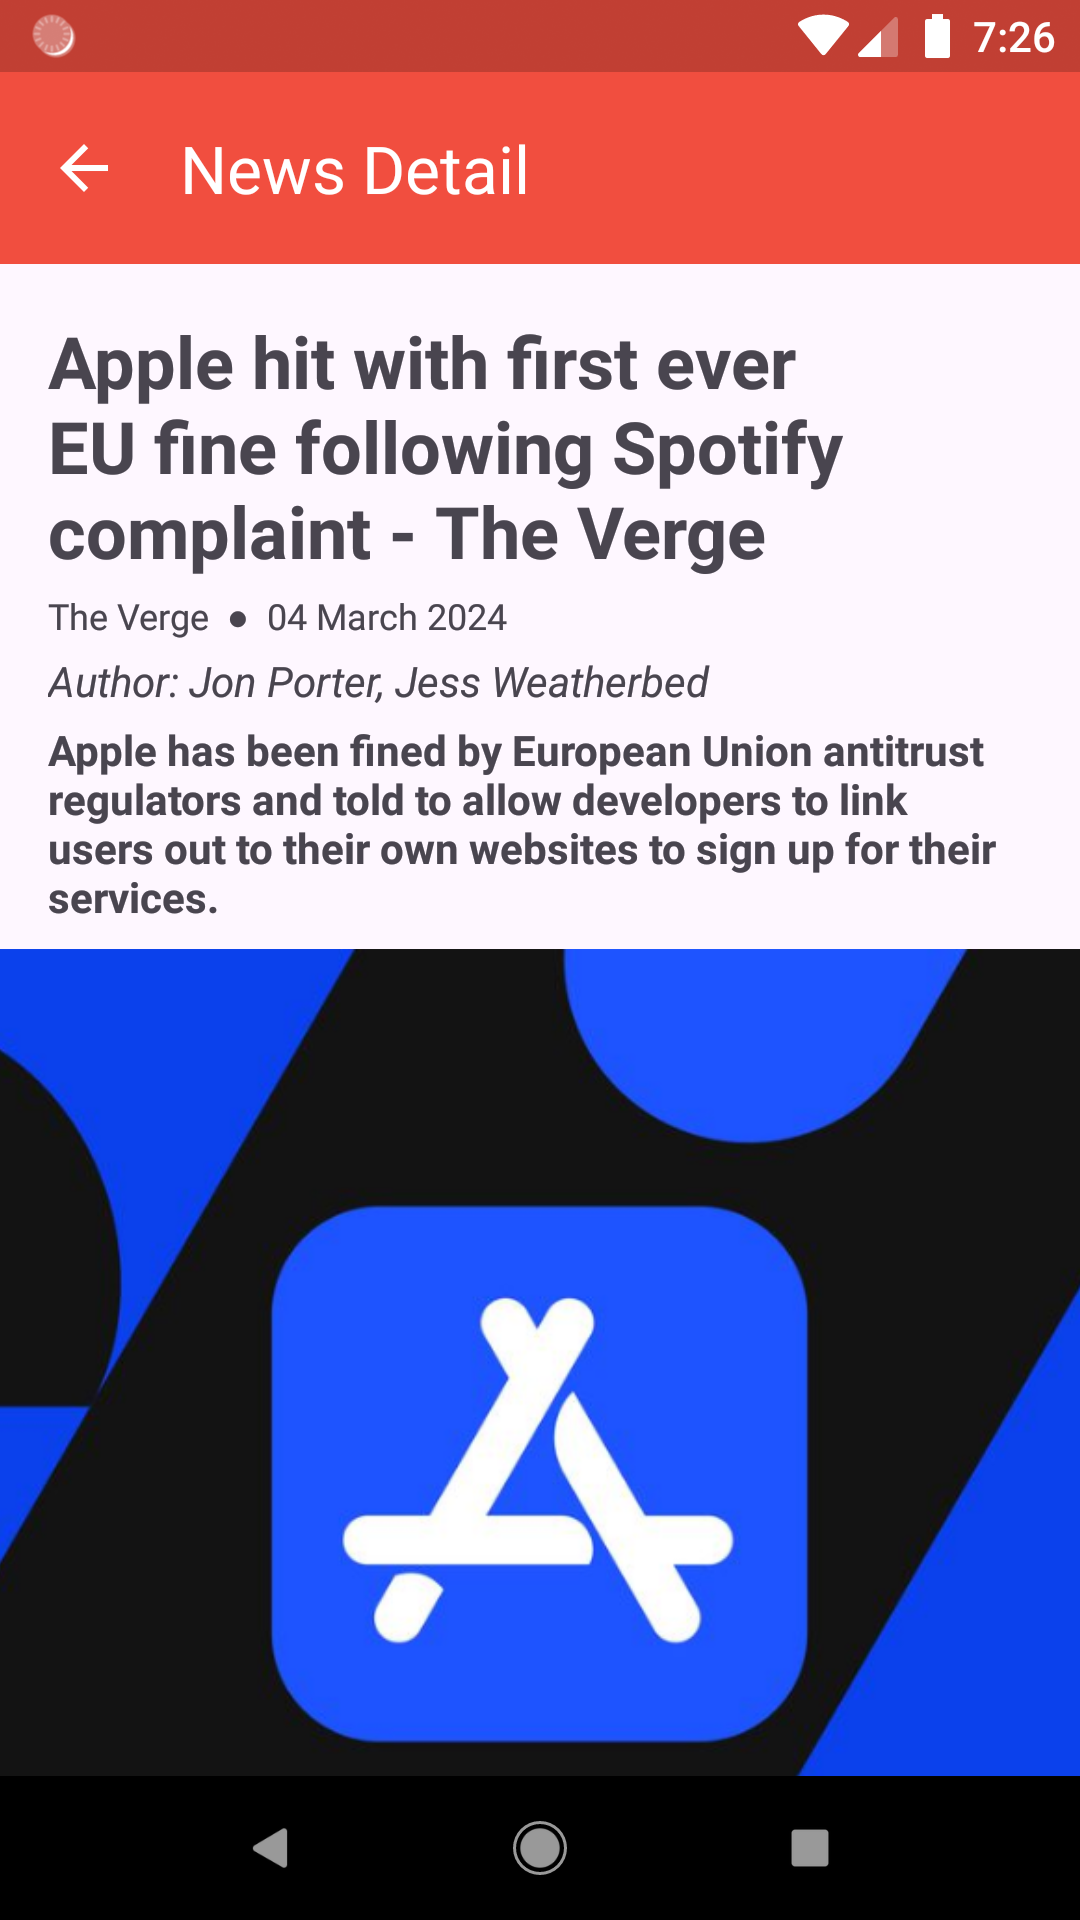 7:26
News Detail
Apple hit with first ever
EU fine following Spotify
complaint - The Verge
The Verge ● 04 March 2024
Author: Jon Porter, Jess Weatherbed
Apple has been fined by European Union antitrust
regulators and told to allow developers to link
users out to their own websites to sign up for their
services.